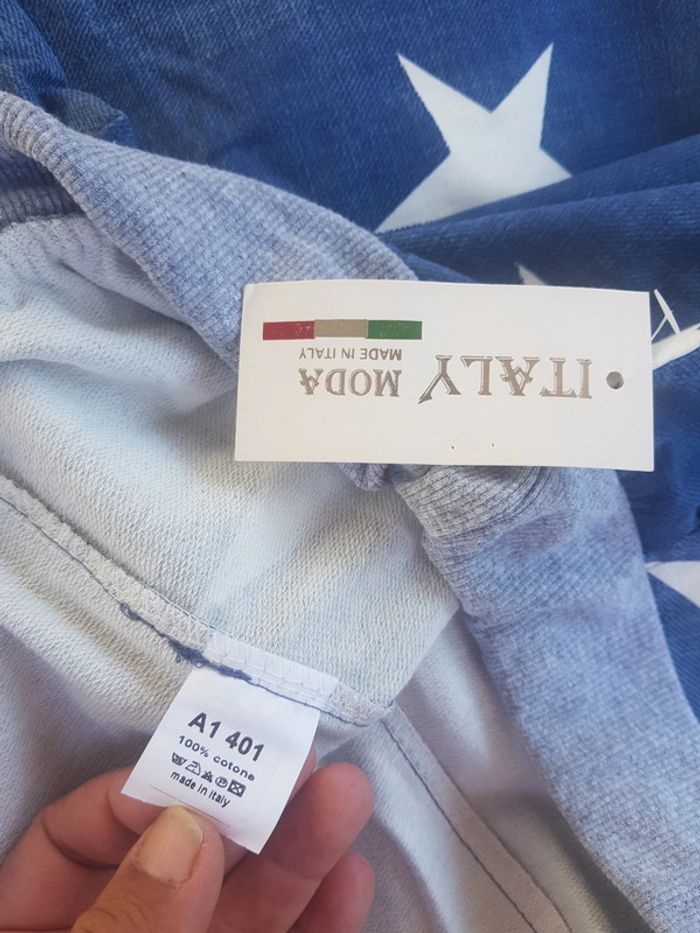 ITALY MODA
MADE IN ITALY
A1 401
100% cotone
made in italy